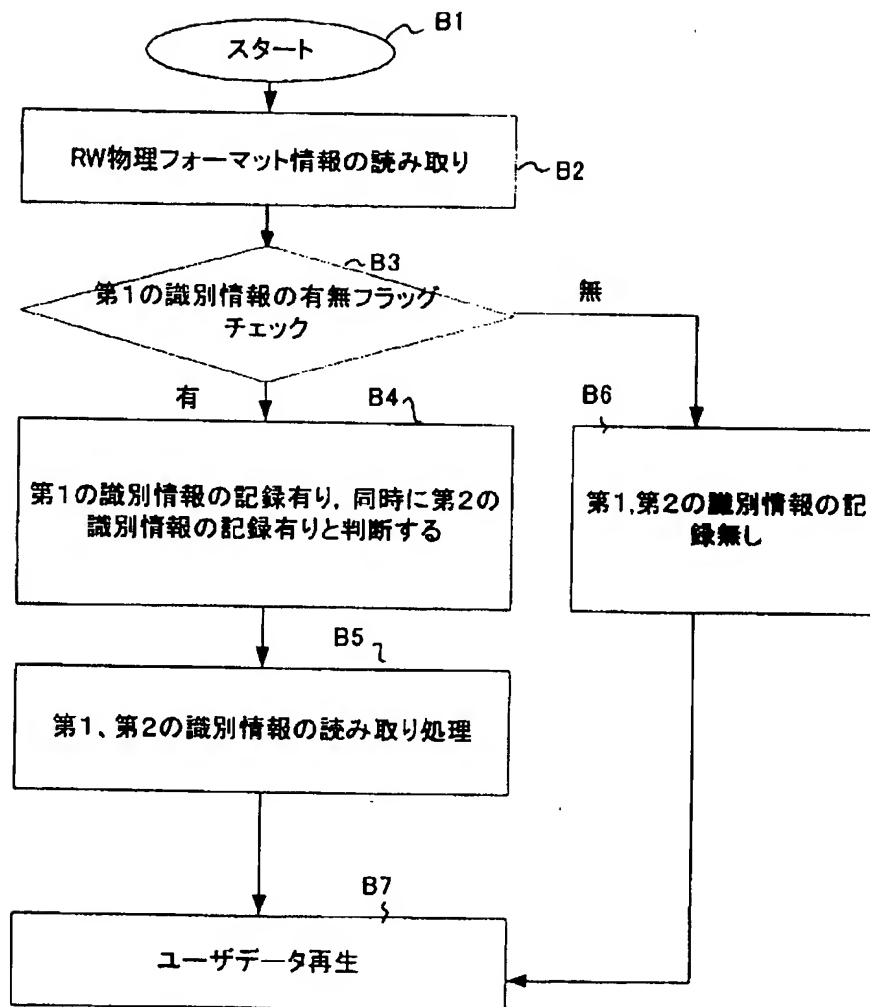 B1
スタート
RW物理フォーマット情報の読み取り
B2
B3
第1の識別情報の有無フラッグ
チェック
無
有
B4
B6
第1の識別情報の記録有り，同時に第2の
識別情報の記録有りと判断する
第1,第2の識別情報の記
録無し
B5
第1、第2の識別情報の読み取り処理
B7
ユーザデータ再生